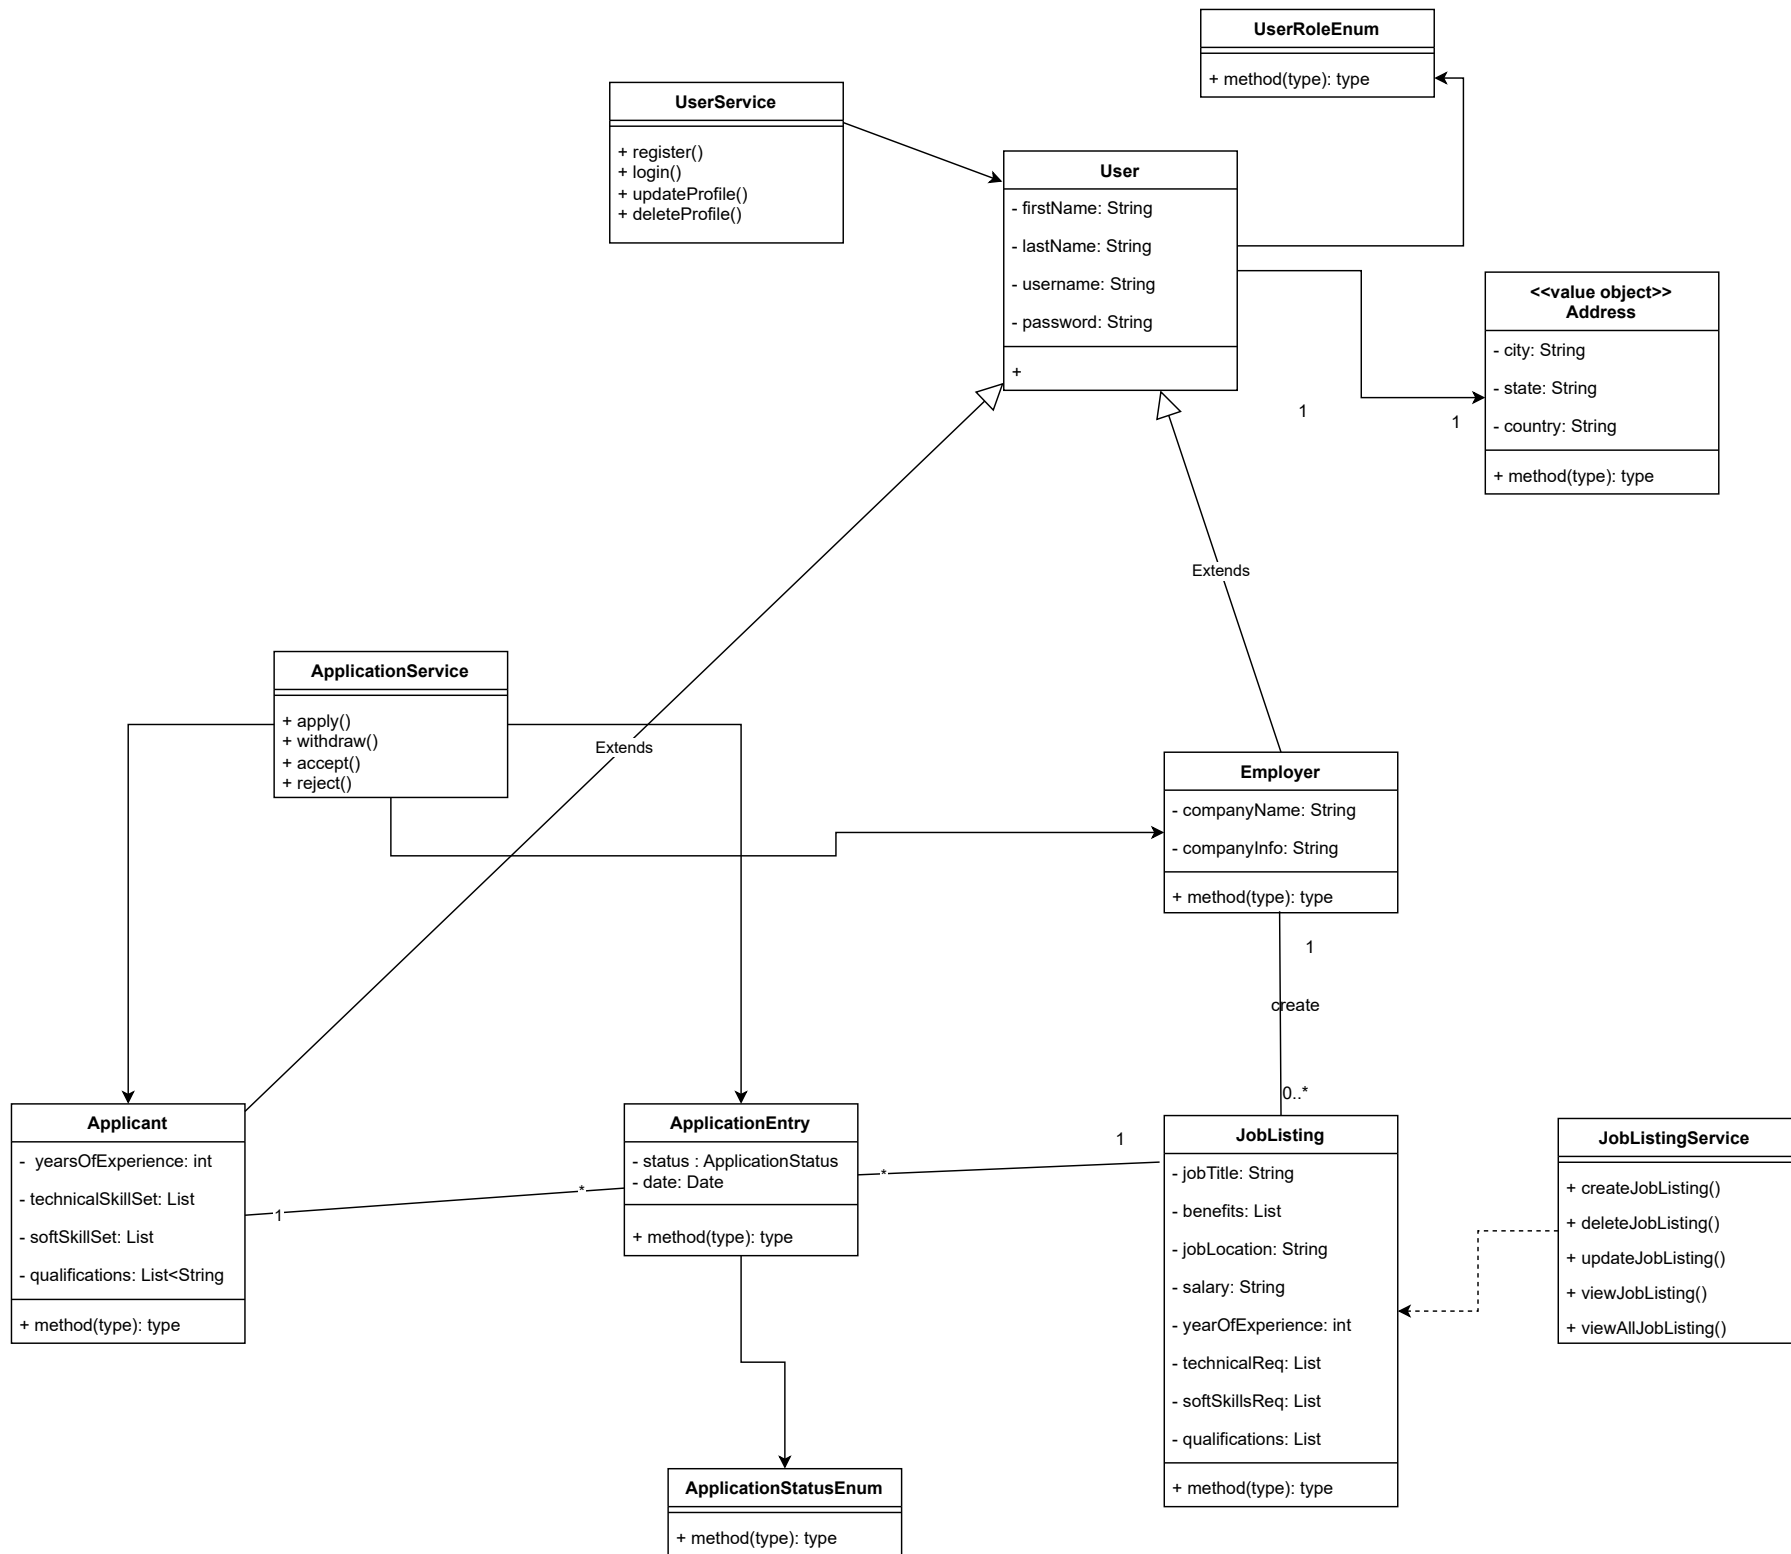 UserRoleEnum
+ method(type): type
UserService
+ register()
+ login()
+ updateProfile()
+ deleteProfile()
User
- firstName: String
- lastName: String
- username: String
- password: String
+
<<value object>>
Address
- city: String
- state: String
- country: String
+ method(type): type
1
1
Extends
ApplicationService
+ apply()
+ withdraw()
+ accept()
+ reject()
Extends
Employer
- companyName: String
- companyInfo: String
+ method(type): type
1
create
0..*
Applicant
- yearsOfExperience: int
- technicalSkillSet: List
- softSkillSet: List
- qualifications: List<String
+ method(type): type
1
*
ApplicationEntry
- status : ApplicationStatus
- date: Date
+ method(type): type
*
1
JobListing
- jobTitle: String
- benefits: List
- jobLocation: String
- salary: String
- yearOfExperience: int
- technicalReq: List
- softSkillsReq: List
- qualifications: List
+ method(type): type
JobListingService
+ createJobListing()
+ deleteJobListing()
+ updateJobListing()
+ viewJobListing()
+ viewAllJobListing()
ApplicationStatusEnum
+ method(type): type